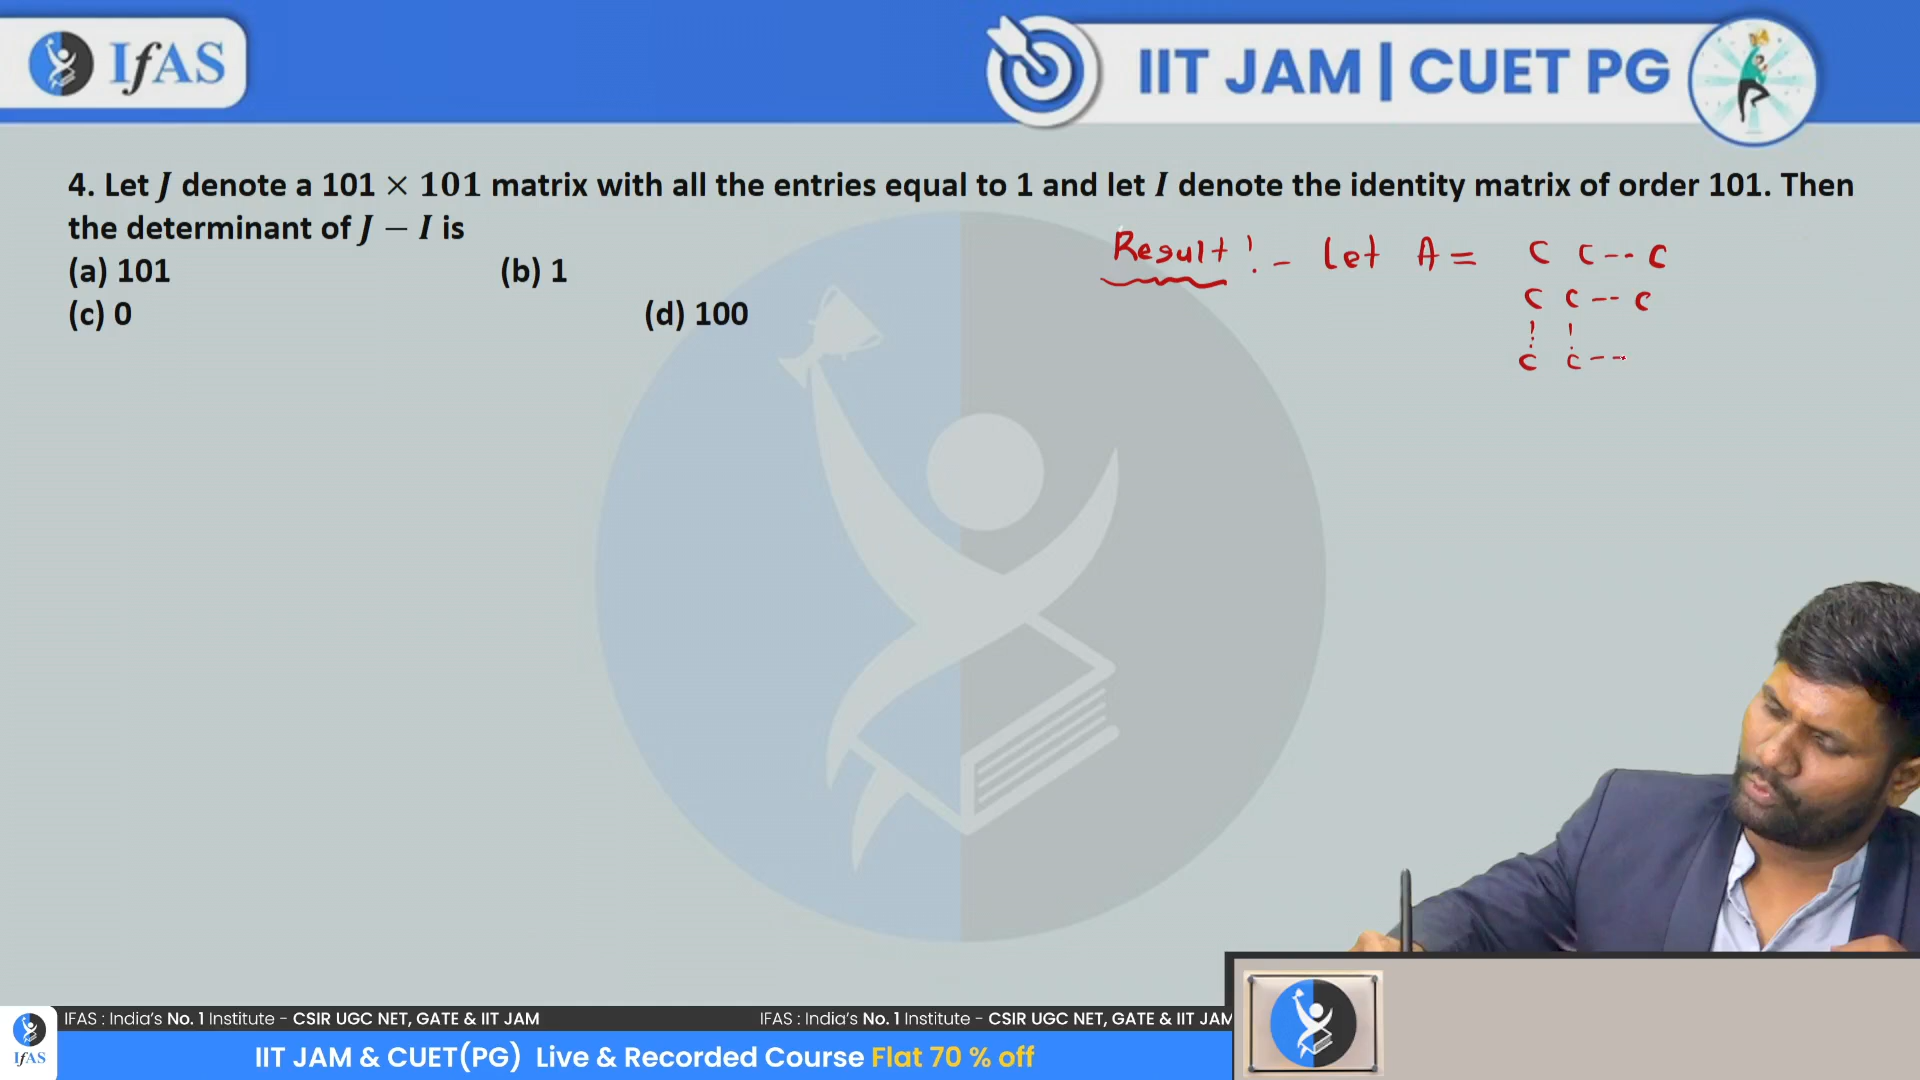 IfAS
IIT JAM | CUET PG
4. Let J denote a 101 × 101 matrix with all the entries equal to 1 and let I denote the identity matrix of order 101. Then
the determinant of J − I is
(a) 101 (b) 1
(c) 0 (d) 100
Result :- Let A = C C -- C
C C -- C
C C --
IFAS : India's No. 1 Institute - CSIR UGC NET, GATE & IIT JAM IFAS : India's No. 1 Institute - CSIR UGC NET, GATE & IIT JAM
IfAS
IIT JAM & CUET(PG) Live & Recorded Course Flat 70 % off